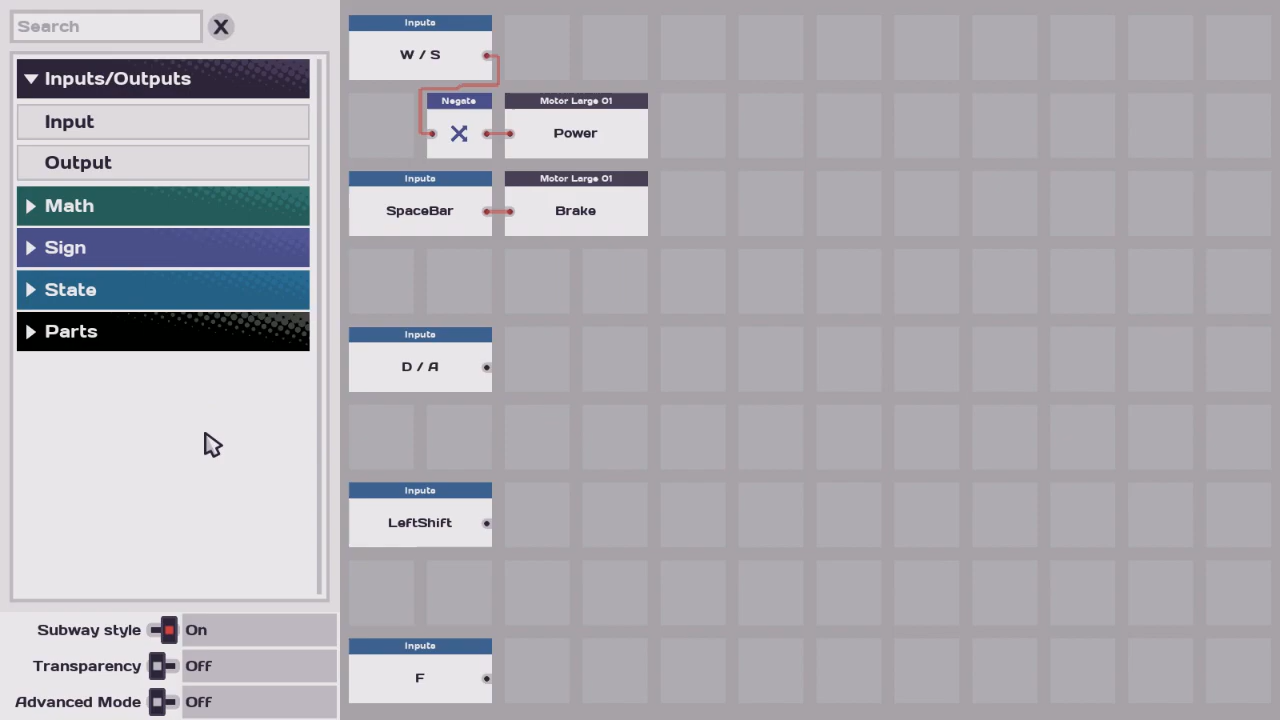 Search
X
Inputs/Outputs
Input
Output
Math
Sign
State
Parts
Subway style
On
Transparency
Off
Advanced Mode
Off
Inputs
W / S
Negate
Motor Large 01
Power
Inputs
SpaceBar
Motor Large 01
Brake
Inputs
D / A
Inputs
LeftShift
Inputs
F